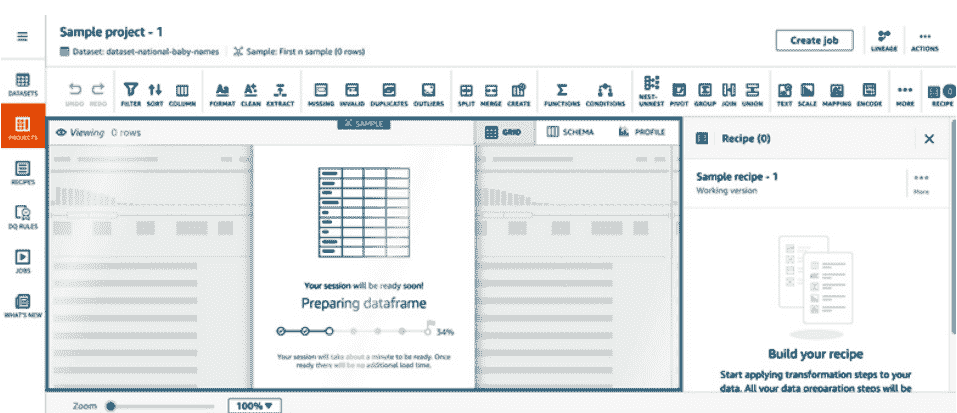 Sample project - 1
Dataset: dataset-national-baby-names
Sample: First n sample (0 rows)
Create job
LINEAGE
ACTIONS
DATASETS
PROJECTS
RECIPES
DQ RULES
JOBS
WHAT'S NEW
UNDO REDO FILTER SORT COLUMN FORMAT CLEAN EXTRACT MISSING INVALID DUPLICATES OUTLIERS SPLIT MERGE CREATE FUNCTIONS CONDITIONS NEST-UNNEST PIVOT GROUP JOIN UNION TEXT SCALE MAPPING ENCODE MORE RECIPE
Viewing 0 rows
SAMPLE
GRID
SCHEMA
PROFILE
Your session will be ready soon!
Preparing dataframe
34%
Your session will take about a minute to be ready. Once
ready there will be no additional load time.
Recipe (0)
Sample recipe - 1
Working version
More
Build your recipe
Start applying transformation steps to your
data. All your data preparation steps will be
Zoom
100%